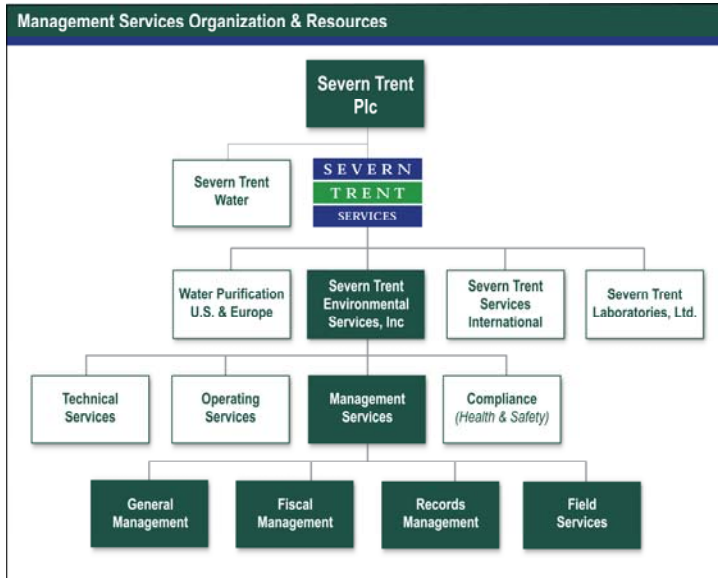 Management Services Organization & Resources
Severn Trent
Plc
Severn Trent
Water
SEVERN
TRENT
SERVICES
Water Purification
U.S. & Europe
Severn Trent
Environmental
Services, Inc
Severn Trent
Services
International
Severn Trent
Laboratories, Ltd.
Technical
Services
Operating
Services
Management
Services
Compliance
(Health & Safety)
General
Management
Fiscal
Management
Records
Management
Field
Services